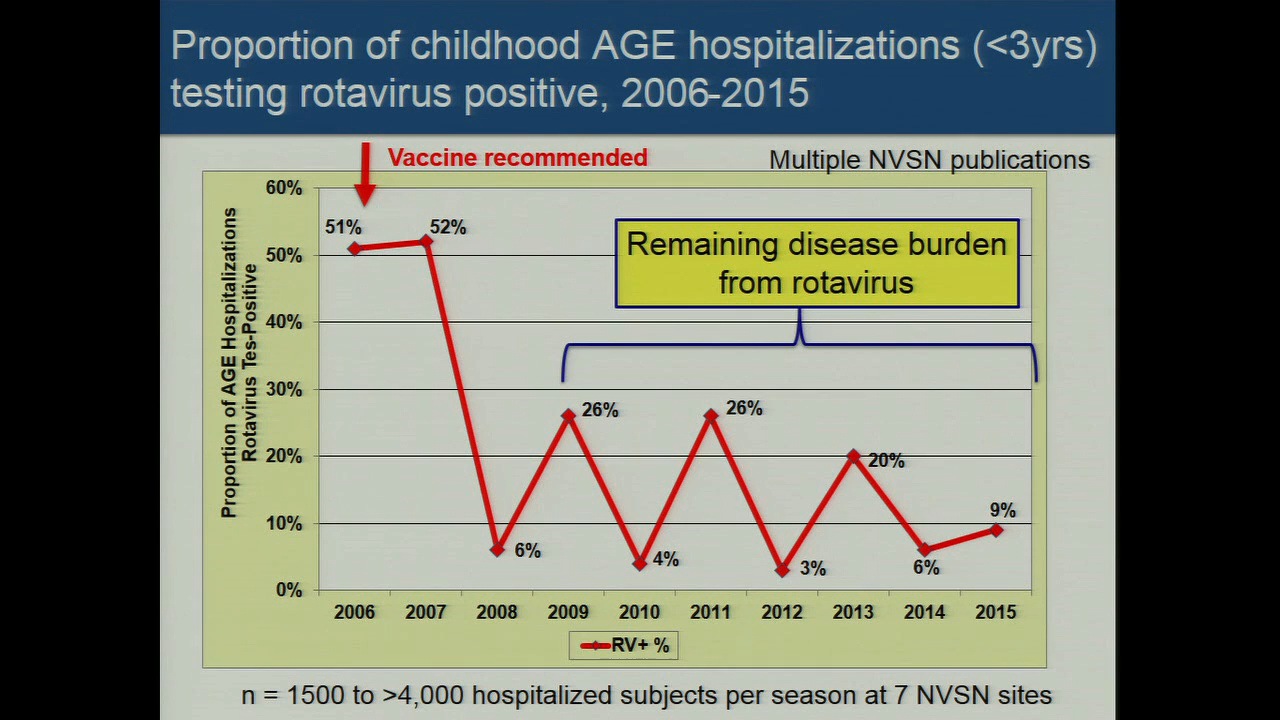 Proportion of childhood AGE hospitalizations (<3yrs)
testing rotavirus positive, 2006-2015
Vaccine recommended
Multiple NVSN publications
Proportion of AGE Hospitalizations
Rotavirus Tes-Positive
60%
50%
40%
30%
20%
10%
0%
51%
52%
6%
26%
4%
26%
3%
20%
6%
9%
Remaining disease burden
from rotavirus
2006 2007 2008 2009 2010 2011 2012 2013 2014 2015
RV+ %
n = 1500 to >4,000 hospitalized subjects per season at 7 NVSN sites